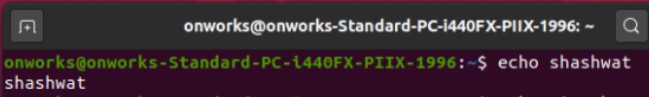 onworks@onworks-Standard-PC-i440FX-PIIX-1996: ~
onworks@onworks-Standard-PC-i440FX-PIIX-1996:~$ echo shashwat
shashwat